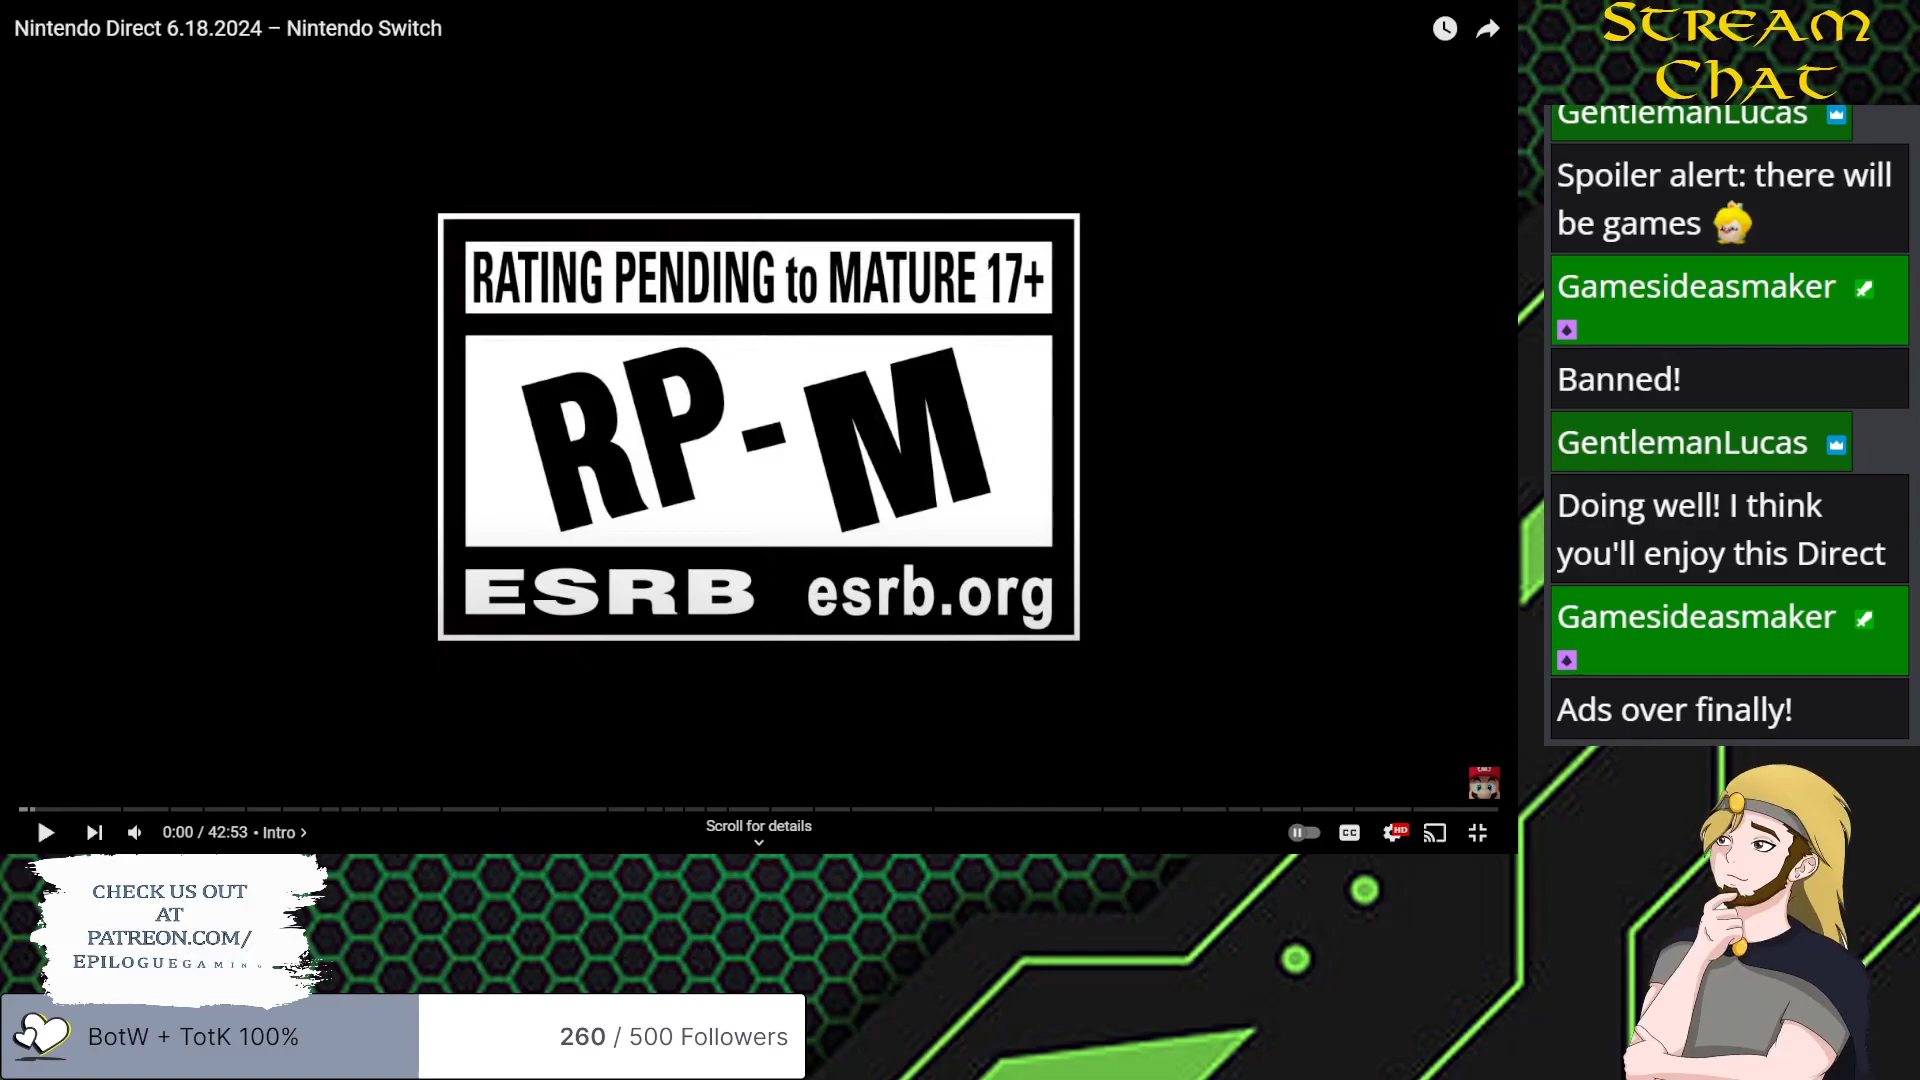 Nintendo Direct 6.18.2024 – Nintendo Switch
RATING PENDING to MATURE 17+
RP-M
ESRB esrb.org
0:00 / 42:53 • Intro
Scroll for details
CC
HD
STREAM
CHAT
GentlemanLucas
Spoiler alert: there will
be games
Gamesideasmaker
Banned!
GentlemanLucas
Doing well! I think
you'll enjoy this Direct
Gamesideasmaker
Ads over finally!
CHECK US OUT
AT
PATREON.COM/
EPILOGUEGAMING
BotW + TotK 100%
260 / 500 Followers